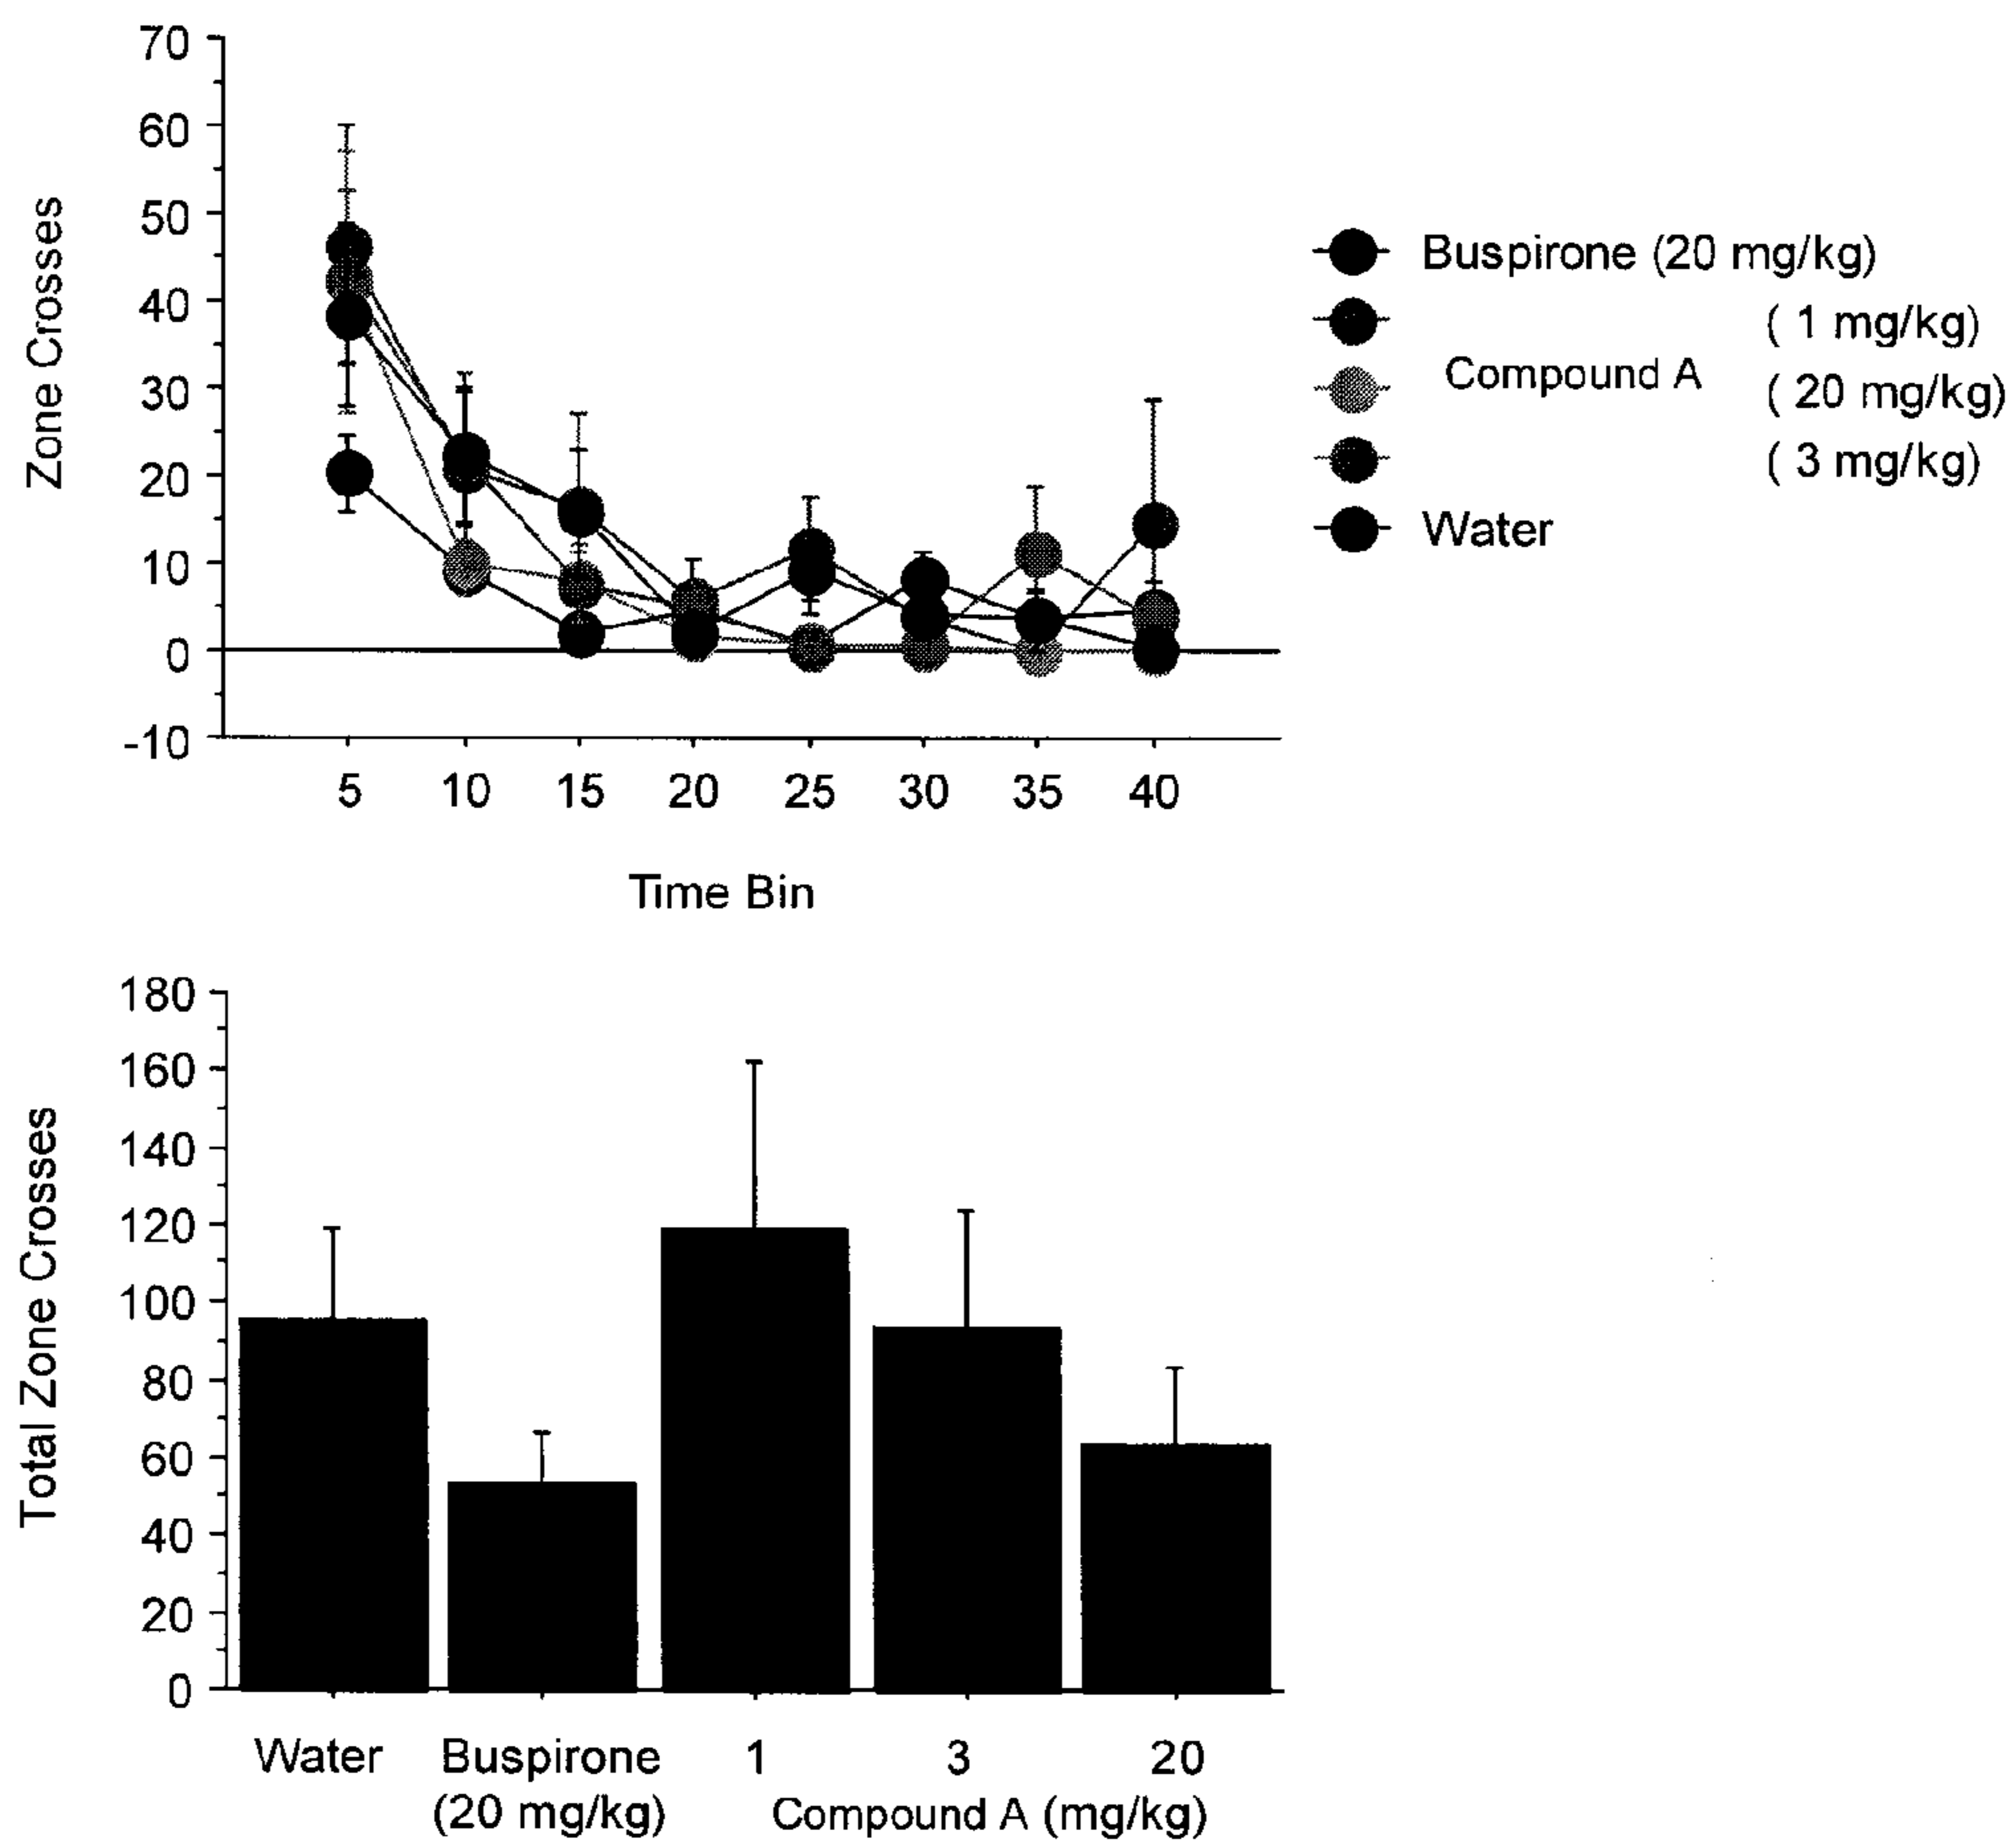 70
60
50
40
30
20
10
0
-10
Zone Crosses
5 10 15 20 25 30 35 40
Time Bin
Buspirone (20 mg/kg)
( 1 mg/kg)
Compound A
( 20 mg/kg)
( 3 mg/kg)
Water
180
160
140
120
100
80
60
40
20
0
Total Zone Crosses
Water Buspirone 1 3 20
(20 mg/kg) Compound A (mg/kg)